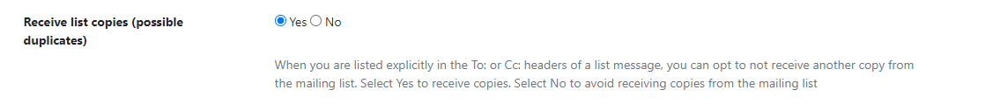 Receive list copies (possible
duplicates)
Yes No
When you are listed explicitly in the To: or Cc: headers of a list message, you can opt to not receive another copy from
the mailing list. Select Yes to receive copies. Select No to avoid receiving copies from the mailing list